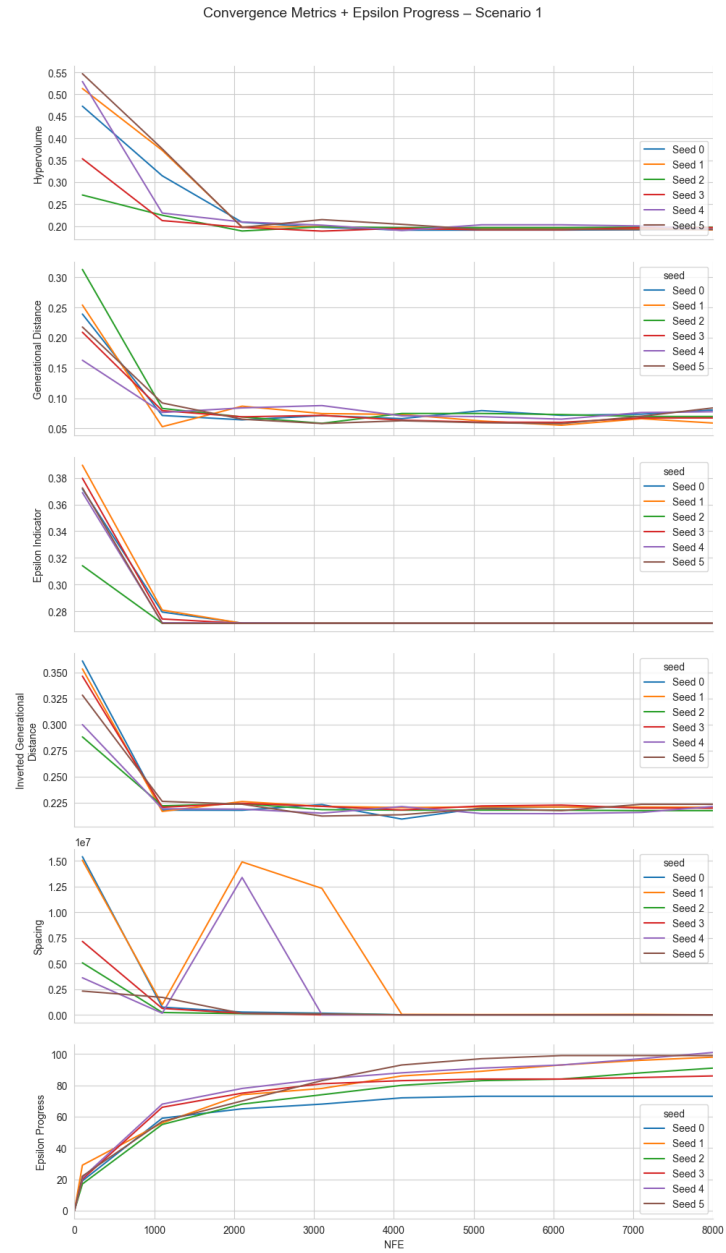 Convergence Metrics + Epsilon Progress – Scenario 1
Hypervolume
0.55
0.50
0.45
0.40
0.35
0.30
0.25
0.20
Seed 0
Seed 1
Seed 2
Seed 3
Seed 4
Seed 5
Generational Distance
0.30
0.25
0.20
0.15
0.10
0.05
seed
Seed 0
Seed 1
Seed 2
Seed 3
Seed 4
Seed 5
Epsilon Indicator
0.38
0.36
0.34
0.32
0.30
0.28
seed
Seed 0
Seed 1
Seed 2
Seed 3
Seed 4
Seed 5
Inverted Generational
Distance
0.350
0.325
0.300
0.275
0.250
0.225
seed
Seed 0
Seed 1
Seed 2
Seed 3
Seed 4
Seed 5
1e7
Spacing
1.50
1.25
1.00
0.75
0.50
0.25
0.00
seed
Seed 0
Seed 1
Seed 2
Seed 3
Seed 4
Seed 5
Epsilon Progress
100
80
60
40
20
0
seed
Seed 0
Seed 1
Seed 2
Seed 3
Seed 4
Seed 5
0 1000 2000 3000 4000 5000 6000 7000 8000
NFE